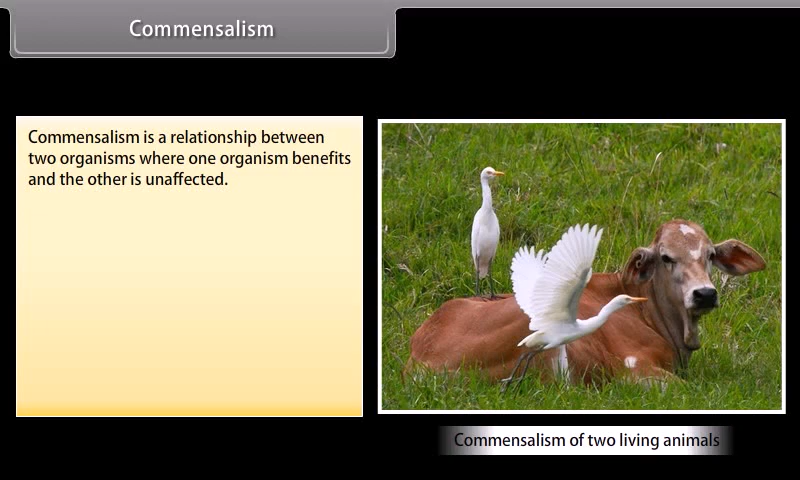 Commensalism
Commensalism is a relationship between
two organisms where one organism benefits
and the other is unaffected.
Commensalism of two living animals